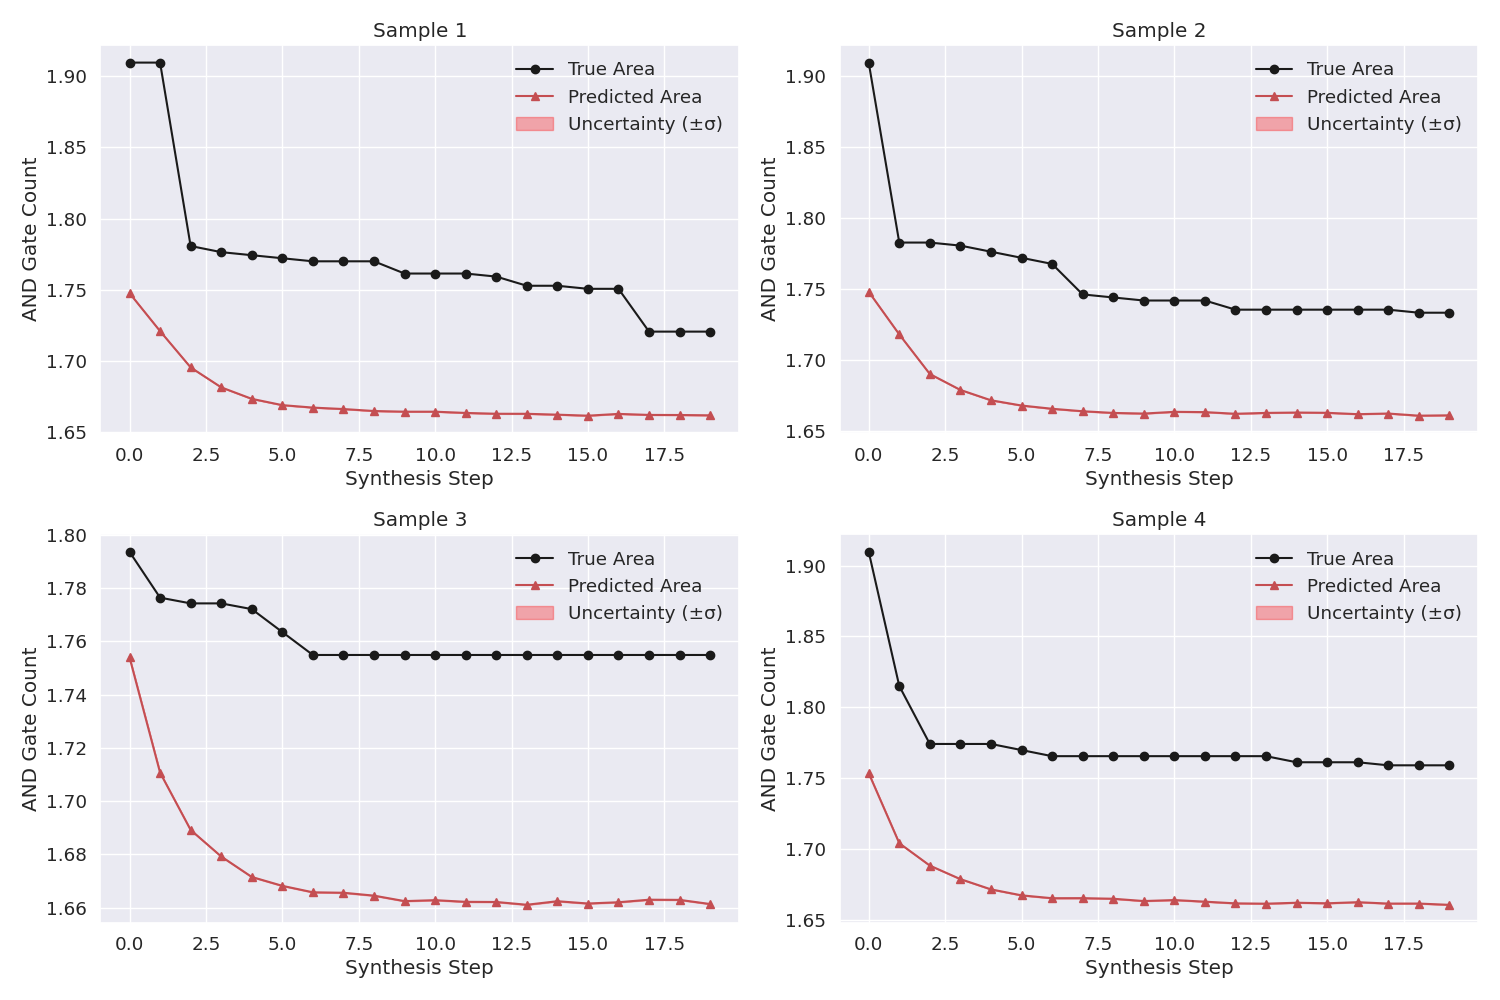 Sample 1
True Area
Predicted Area
Uncertainty (±σ)
AND Gate Count
1.90
1.85
1.80
1.75
1.70
1.65
0.0 2.5 5.0 7.5 10.0 12.5 15.0 17.5
Synthesis Step
Sample 2
True Area
Predicted Area
Uncertainty (±σ)
AND Gate Count
1.90
1.85
1.80
1.75
1.70
1.65
0.0 2.5 5.0 7.5 10.0 12.5 15.0 17.5
Synthesis Step
Sample 3
True Area
Predicted Area
Uncertainty (±σ)
AND Gate Count
1.80
1.78
1.76
1.74
1.72
1.70
1.68
1.66
0.0 2.5 5.0 7.5 10.0 12.5 15.0 17.5
Synthesis Step
Sample 4
True Area
Predicted Area
Uncertainty (±σ)
AND Gate Count
1.90
1.85
1.80
1.75
1.70
1.65
0.0 2.5 5.0 7.5 10.0 12.5 15.0 17.5
Synthesis Step